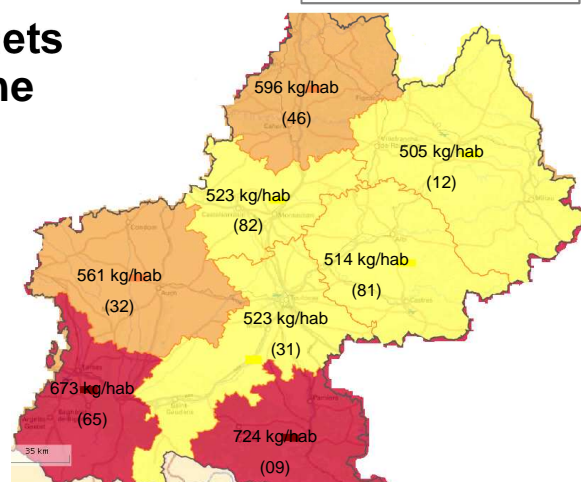 ets
ne
596 kg/hab
(46)
505 kg/hab
(12)
523 kg/hab
(82)
514 kg/hab
(81)
561 kg/hab
(32)
523 kg/hab
(31)
673 kg/hab
(65)
724 kg/hab
(09)
35 km